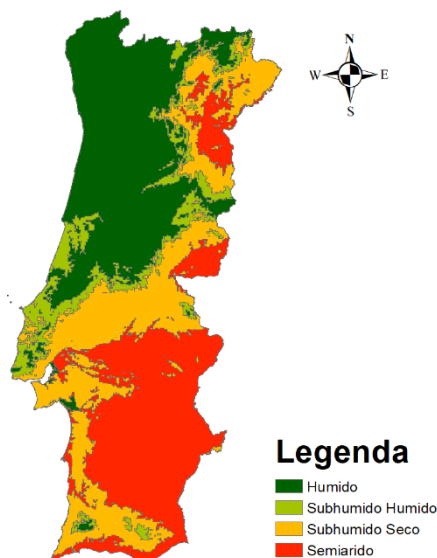 N
W E
S
Legenda
Humido
Subhumido Humido
Subhumido Seco
Semiarido